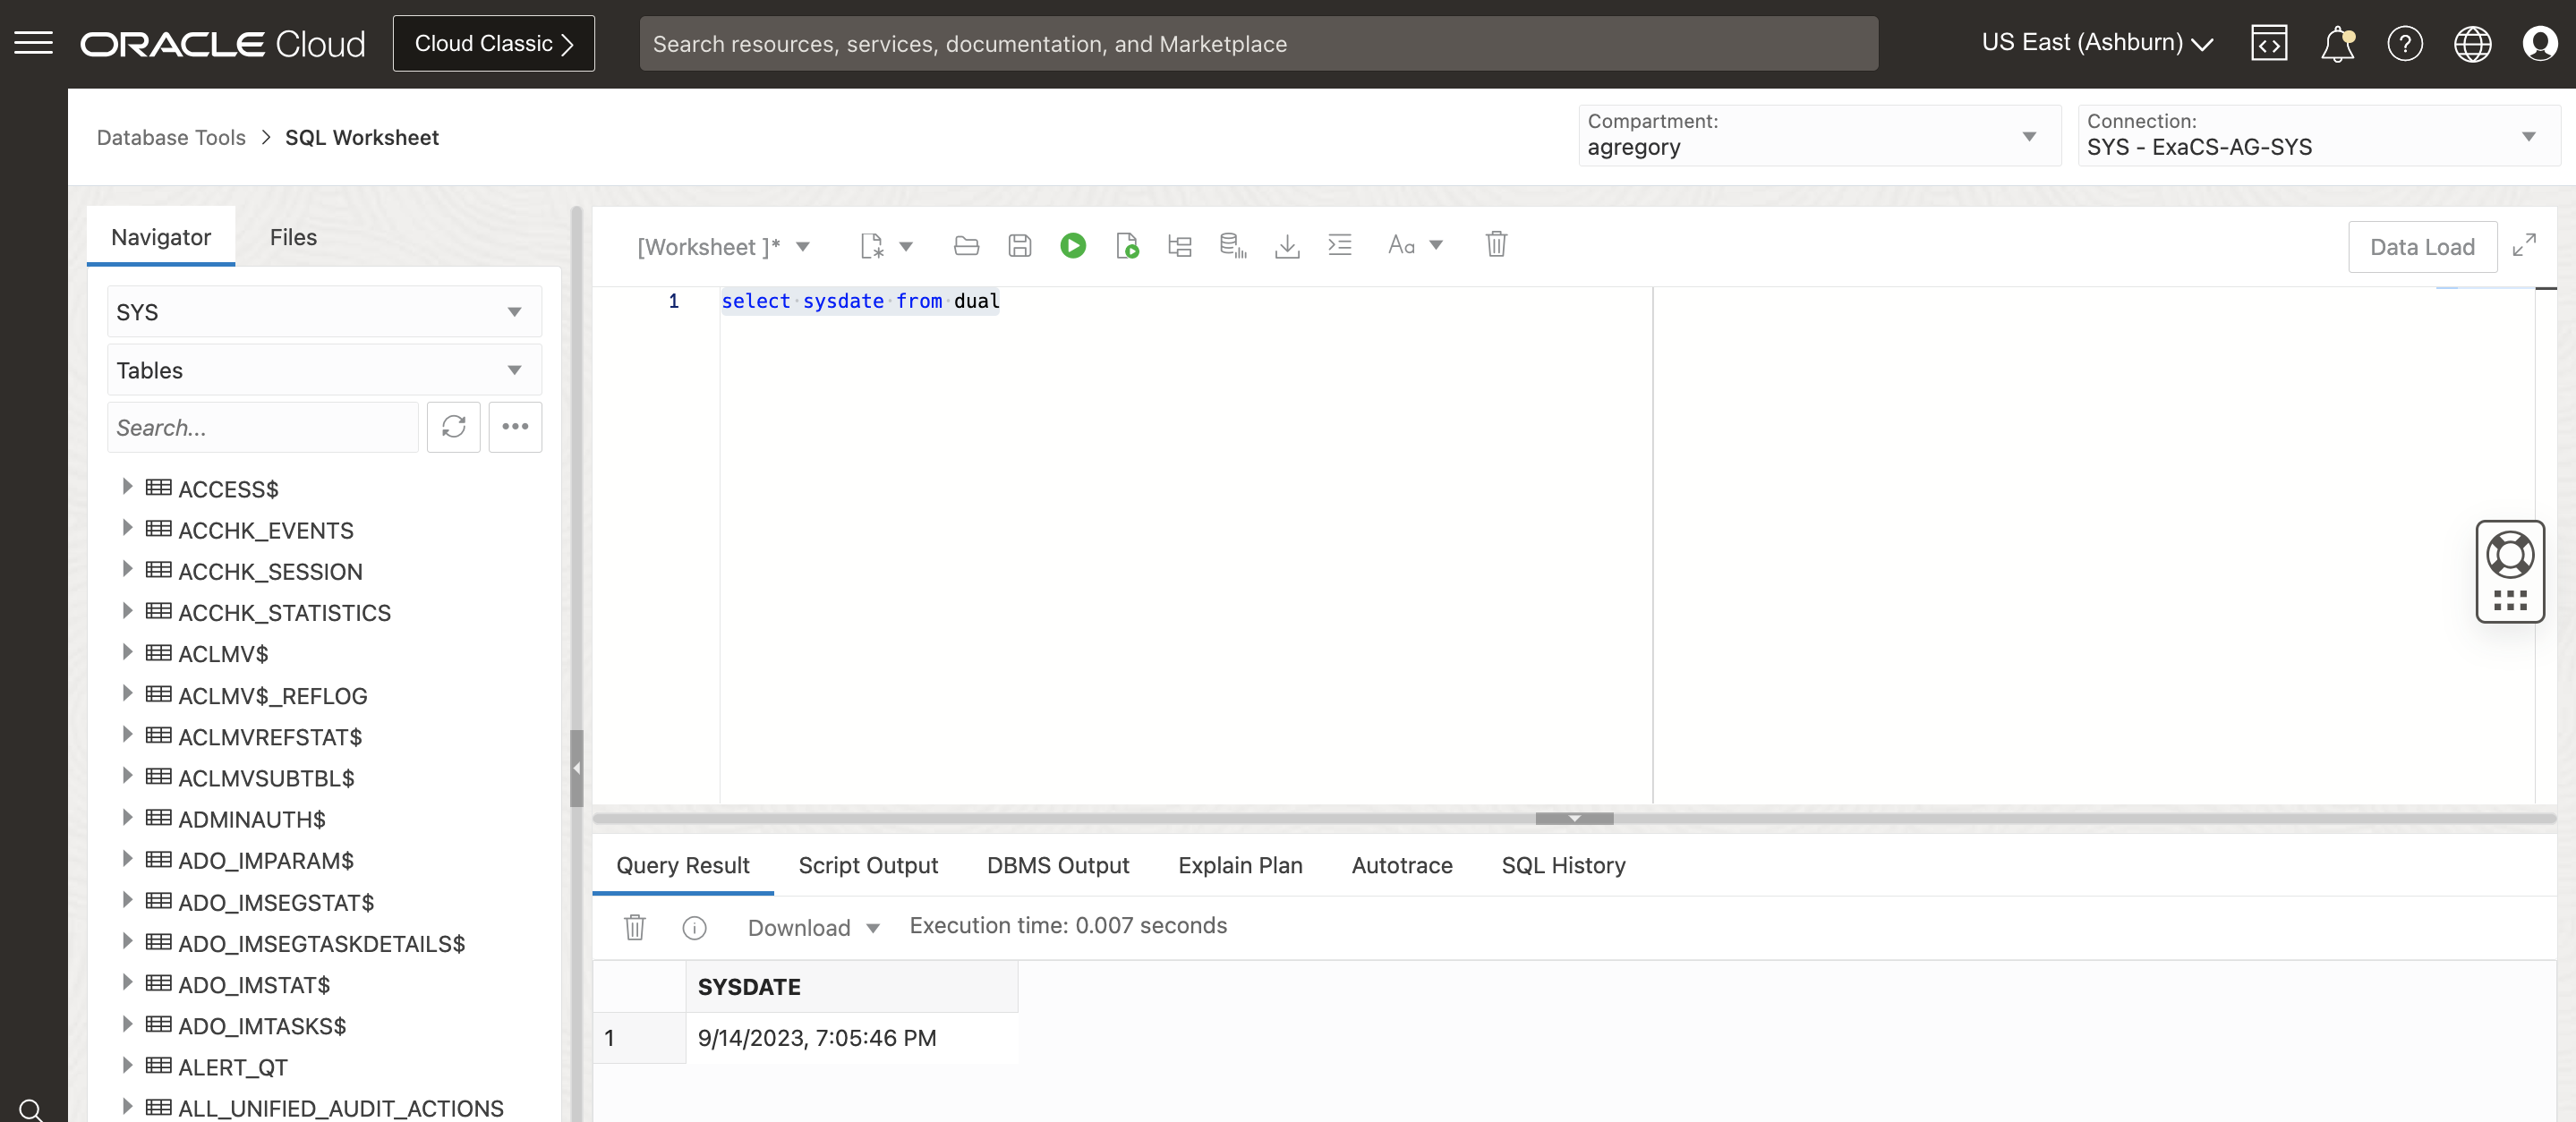 ORACLE Cloud
Cloud Classic
Search resources, services, documentation, and Marketplace
US East (Ashburn)
Database Tools > SQL Worksheet
Compartment:
agregory
Connection:
SYS - ExaCS-AG-SYS
Navigator
Files
SYS
Tables
Search...
ACCESS$
ACCHK_EVENTS
ACCHK_SESSION
ACCHK_STATISTICS
ACLMV$
ACLMV$_REFLOG
ACLMVREFSTAT$
ACLMVSUBTBL$
ADMINAUTH$
ADO_IMPARAM$
ADO_IMSEGSTAT$
ADO_IMSEGTASKDETAILS$
ADO_IMSTAT$
ADO_IMTASKS$
ALERT_QT
ALL_UNIFIED_AUDIT_ACTIONS
[Worksheet ]*
Aa
Data Load
1 select sysdate from dual
Query Result
Script Output
DBMS Output
Explain Plan
Autotrace
SQL History
Download
Execution time: 0.007 seconds
SYSDATE
1 9/14/2023, 7:05:46 PM